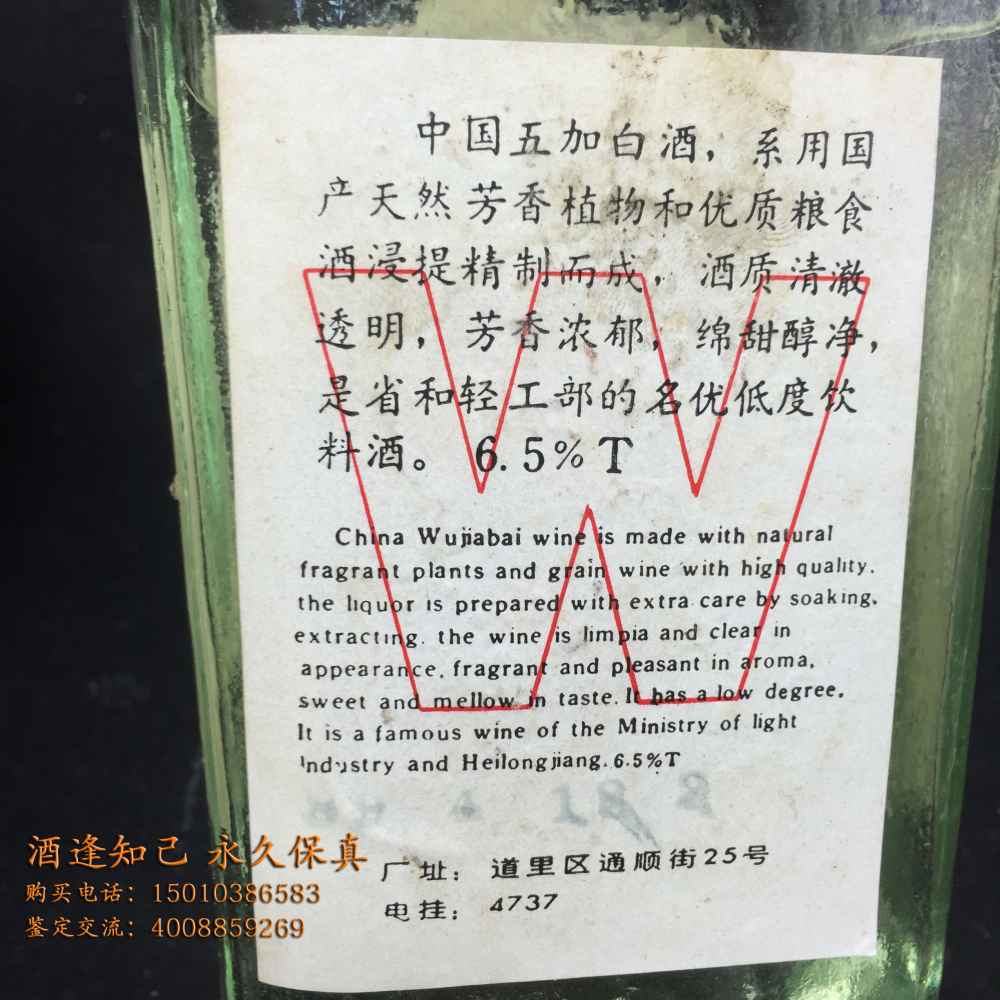 中国五加白酒，系用国
产天然芳香植物和优质粮食
酒浸提精制而成，酒质清澈
透明，芳香浓郁，绵甜醇净，
是省和轻工部的名优低度饮
料酒。6.5%T
China Wujiabai wine is made with natural
fragrant plants and grain wine with high quality.
the liquor is prepared with extra care by soaking,
extracting. the wine is limpia and clear in
appearance, fragrant and pleasant in aroma,
sweet and mellow in taste. It has a low degree.
It is a famous wine of the Ministry of light
Industry and Heilongjiang. 6.5%T
厂址：道里区通顺街25号
电挂：4737
酒逢知己 永久保真
购买电话：15010386583
鉴定交流：4008859269